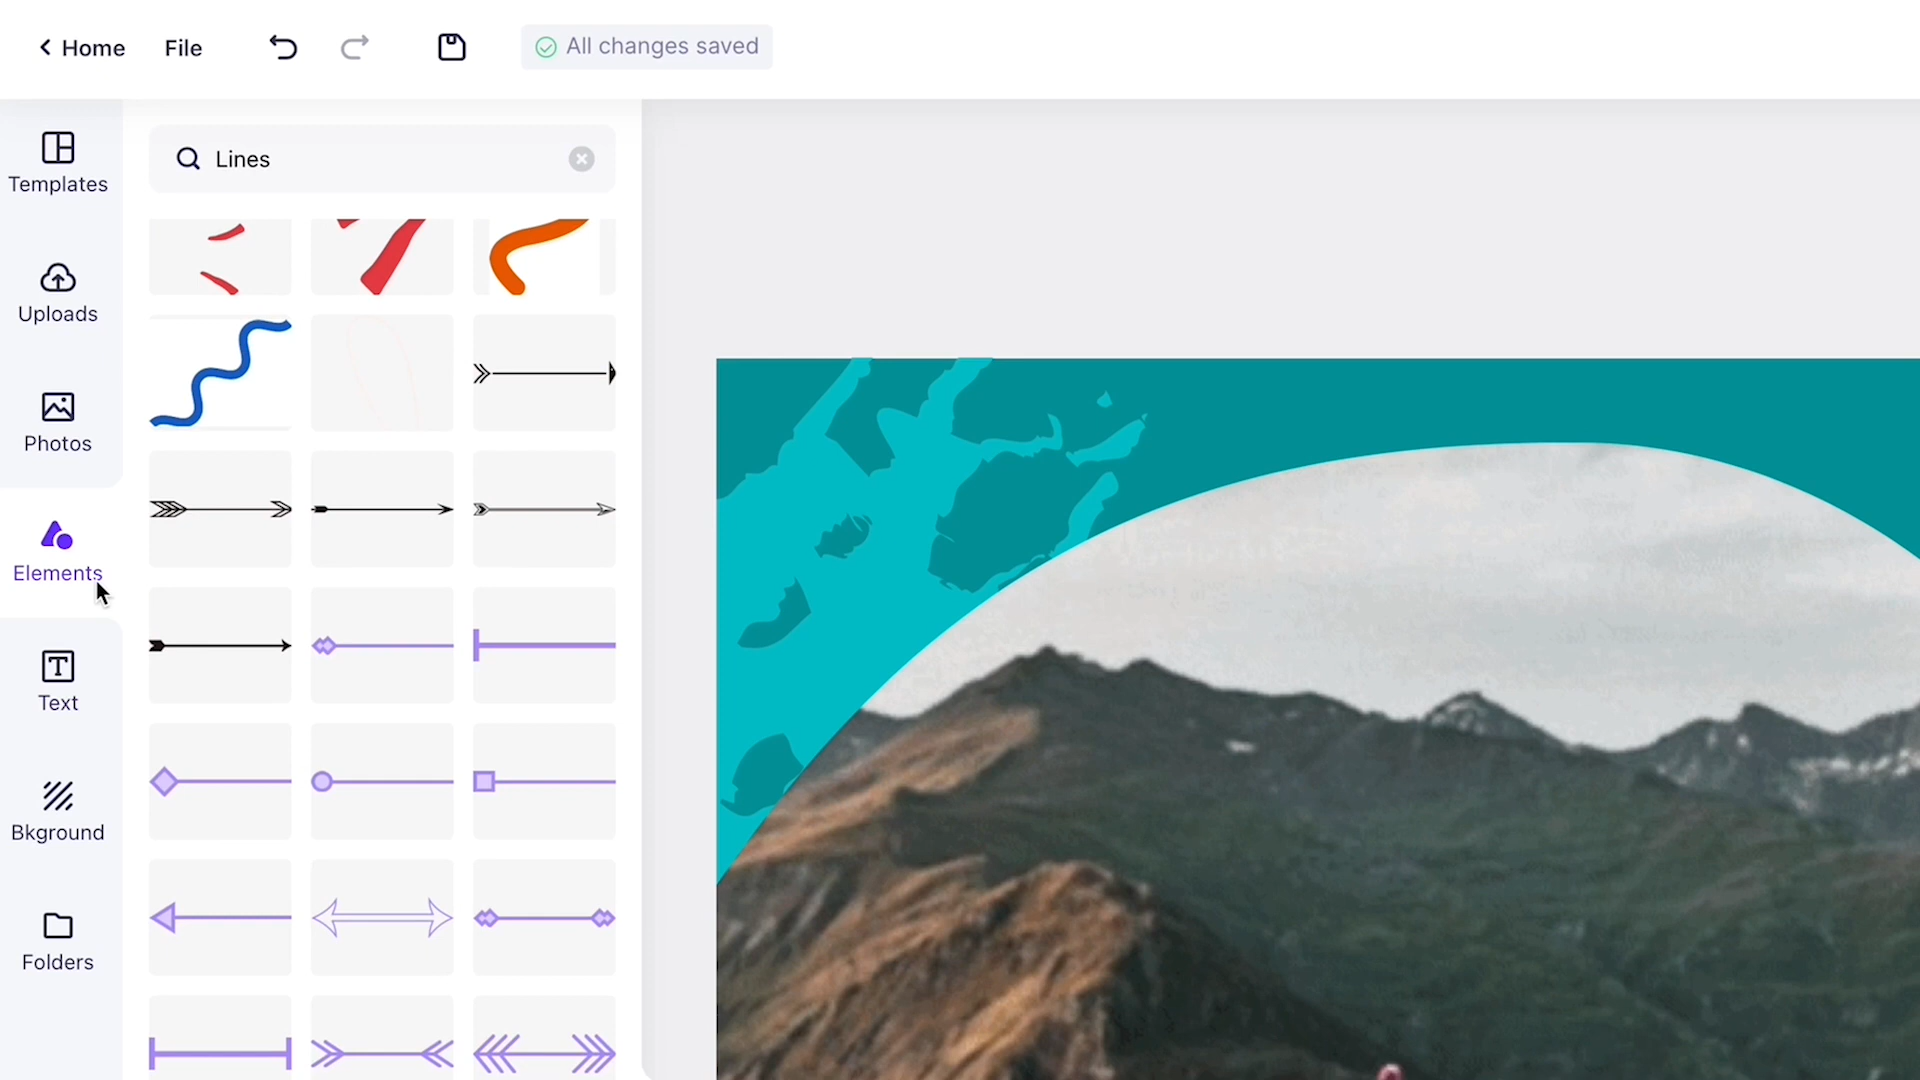 Home File All changes saved
Lines
Templates
Uploads
Photos
Elements
Text
Bkground
Folders